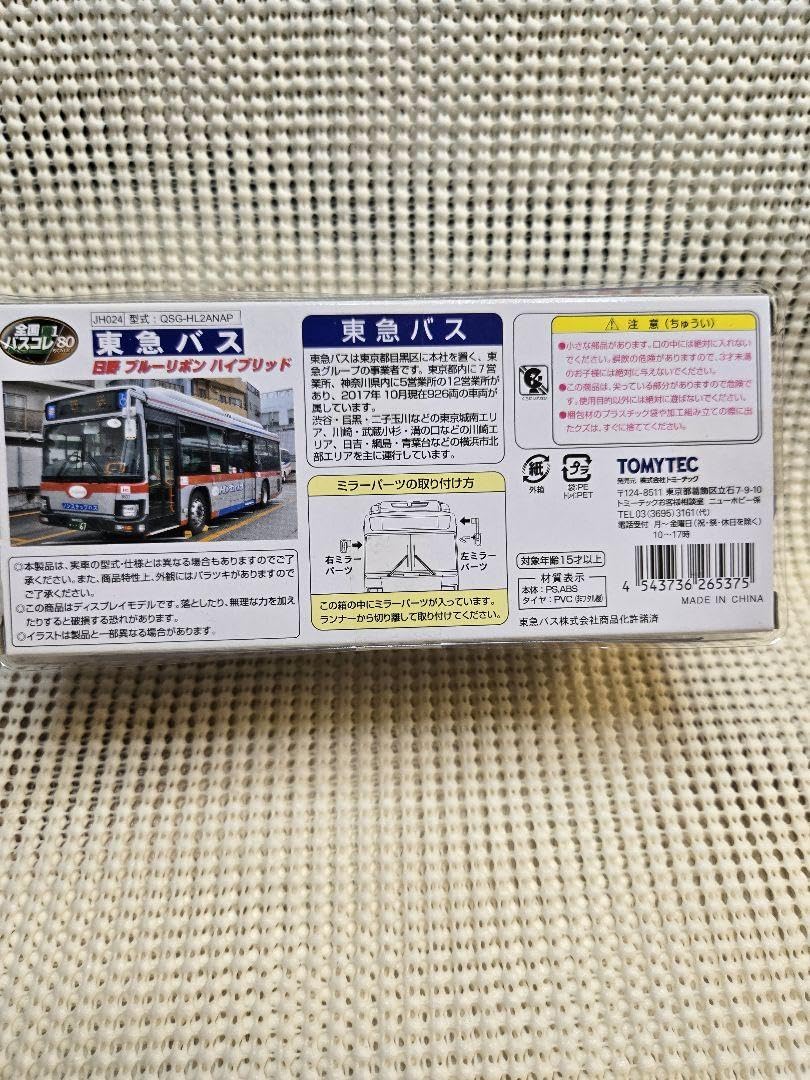 全国
バスコレ 80
JH024 型式：QSG-HL2ANAP
東急バス
日野 ブルーリボン ハイブリッド
ノンステップバス
67
◎本製品は、実車の型式・仕様とは異なる場合もありますのでご了
承ください。また、商品特性上、外観にはバラツキがありますので
ご了承ください。
◎この商品はディスプレイモデルです。落としたり、無理な力を加え
たりすると破損する恐れがあります。
◎イラストは製品と一部異なる場合があります。
東急バス
東急バスは東京都目黒区に本社を置く、東
急グループの事業者です。東京都内に7営
業所、神奈川県内に5営業所の12営業所が
あり、2017年10月現在926両の車両が
所属しています。
渋谷・目黒・二子玉川などの東京城南エリ
ア、川崎・武蔵小杉・溝の口などの川崎エ
リア、日吉・綱島・青葉台などの横浜市北
部エリアを主に運行しています。
ミラーパーツの取り付け方
右ミラー
パーツ
左ミラー
パーツ
この箱の中にミラーパーツが入っています。
ランナーから切り離して取り付けてください。
注意（ちゅうい）
●小さな部品があります。口の中には絶対に入れない
でください。誤飲の危険がありますので、3才未満
のお子様には絶対に与えないでください。
●この商品は、尖っている部分がありますので危険で
す。使用目的以外には絶対に遊ばないでください。
●梱包材のプラスチック袋や加工組み立ての際に出
たクズは、すぐに捨ててください。
紙
外箱
プラ
袋:PE
トレイ:PET
TOMYTEC
発売元 株式会社トミーテック
〒124-8511 東京都葛飾区立石7-9-10
トミーテックお客様相談室 ニューホビー係
TEL 03(3695)3161(代)
電話受付 月～金曜日(祝・祭・休日を除く)
10～17時
対象年齢15才以上
材質表示
本体：PS,ABS
タイヤ：PVC(非フタル酸)
4 543736 265375
MADE IN CHINA
東急バス株式会社商品化許諾済